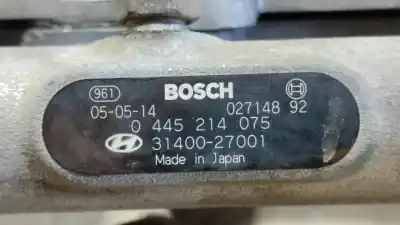 961 BOSCH
05-05-14 027148 92
0 445 214 075
31400-27001
Made in Japan